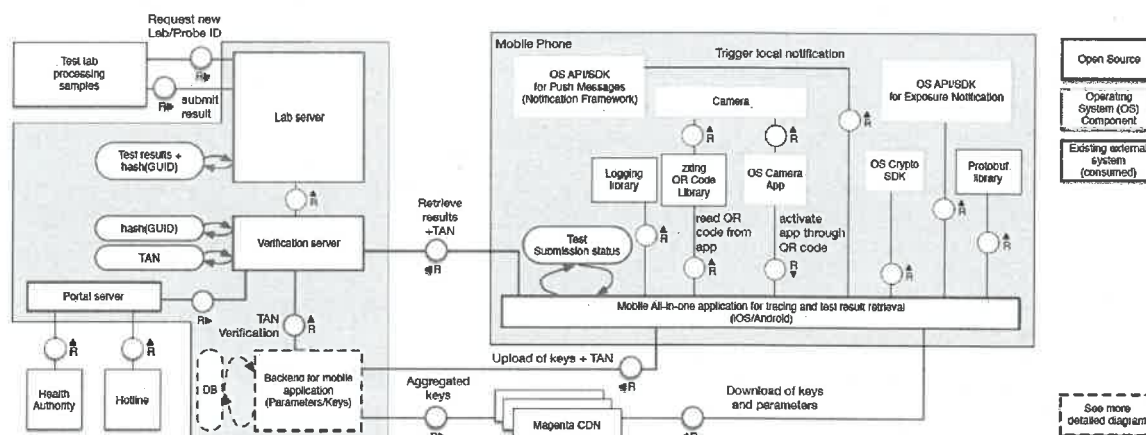 Request new
Lab/Probe ID
Test lab
processing
samples
R
R
submit
result
Lab server
Test results +
hash(GUID)
R
hash(GUID)
Verification server
TAN
Portal server
R
TAN
Verification
R
R
R
Health
Authority
Hotline
DB
Backend for mobile
application
(Parameters/Keys)
Retrieve
results
+TAN
R
Upload of keys + TAN
R
Aggregated
keys
R
Magenta CDN
Download of keys
and parameters
R
Mobile Phone
OS API/SDK
for Push Messages
(Notification Framework)
Trigger local notification
Camera
OS API/SDK
for Exposure Notification
R
R
R
Logging
library
zxing
QR Code
Library
OS Camera
App
OS Crypto
SDK
Protobuf.
library
Test
Submission status
R
read QR
code from
app
R
activate
app through
QR code
R
R
R
R
Mobile All-in-one application for tracing and test result retrieval
(iOS/Android)
Open Source
Operating
System (OS)
Component
Existing external
system
(consumed)
See more
detailed diagram